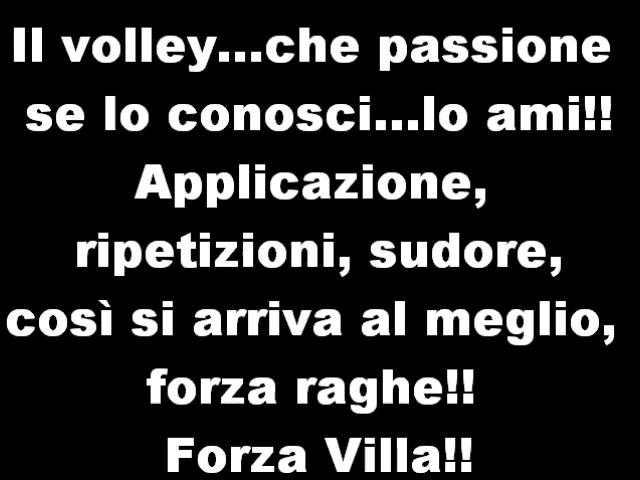 Il volley...che passione
se lo conosci...lo ami!!
Applicazione,
ripetizioni, sudore,
così si arriva al meglio,
forza raghe!!
Forza Villa!!